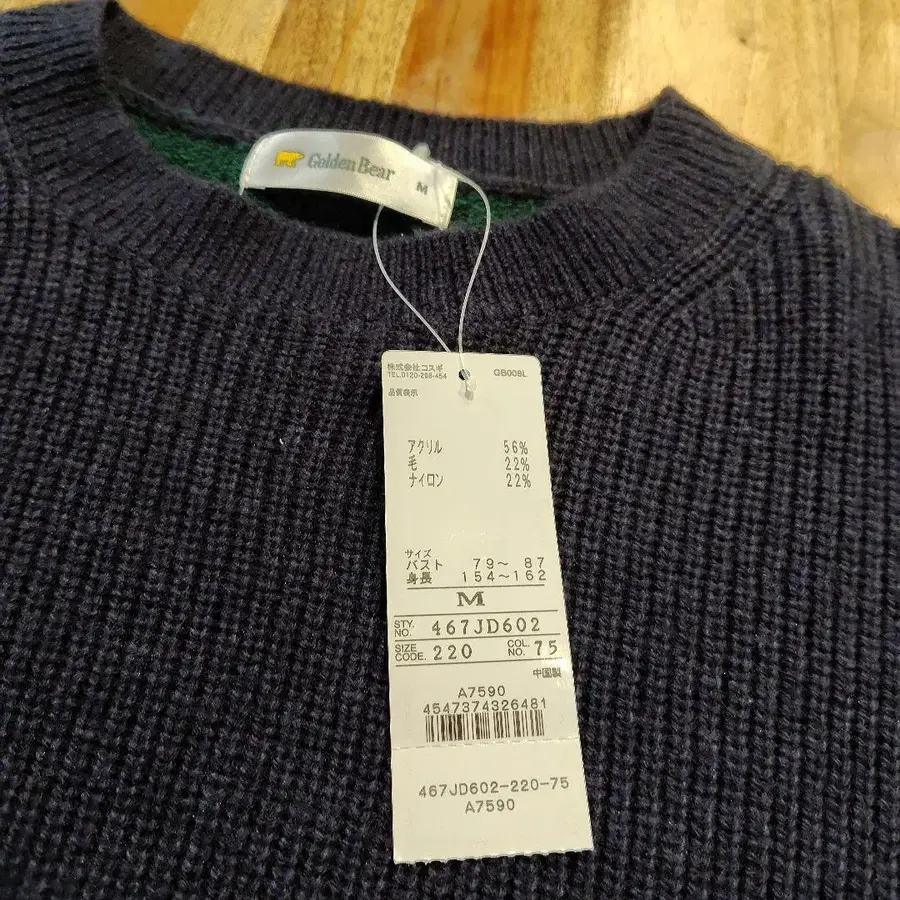 Golden Bear
M
株式会社コスギ
TEL.0120-298-454
GB008L
品質表示
アクリル 56%
毛 22%
ナイロン 22%
サイズ
バスト 79～ 87
身長 154～162
M
STY. NO. 467JD602
SIZE CODE. 220 COL. NO. 75
中国製
A7590
4547374326481
467JD602-220-75
A7590